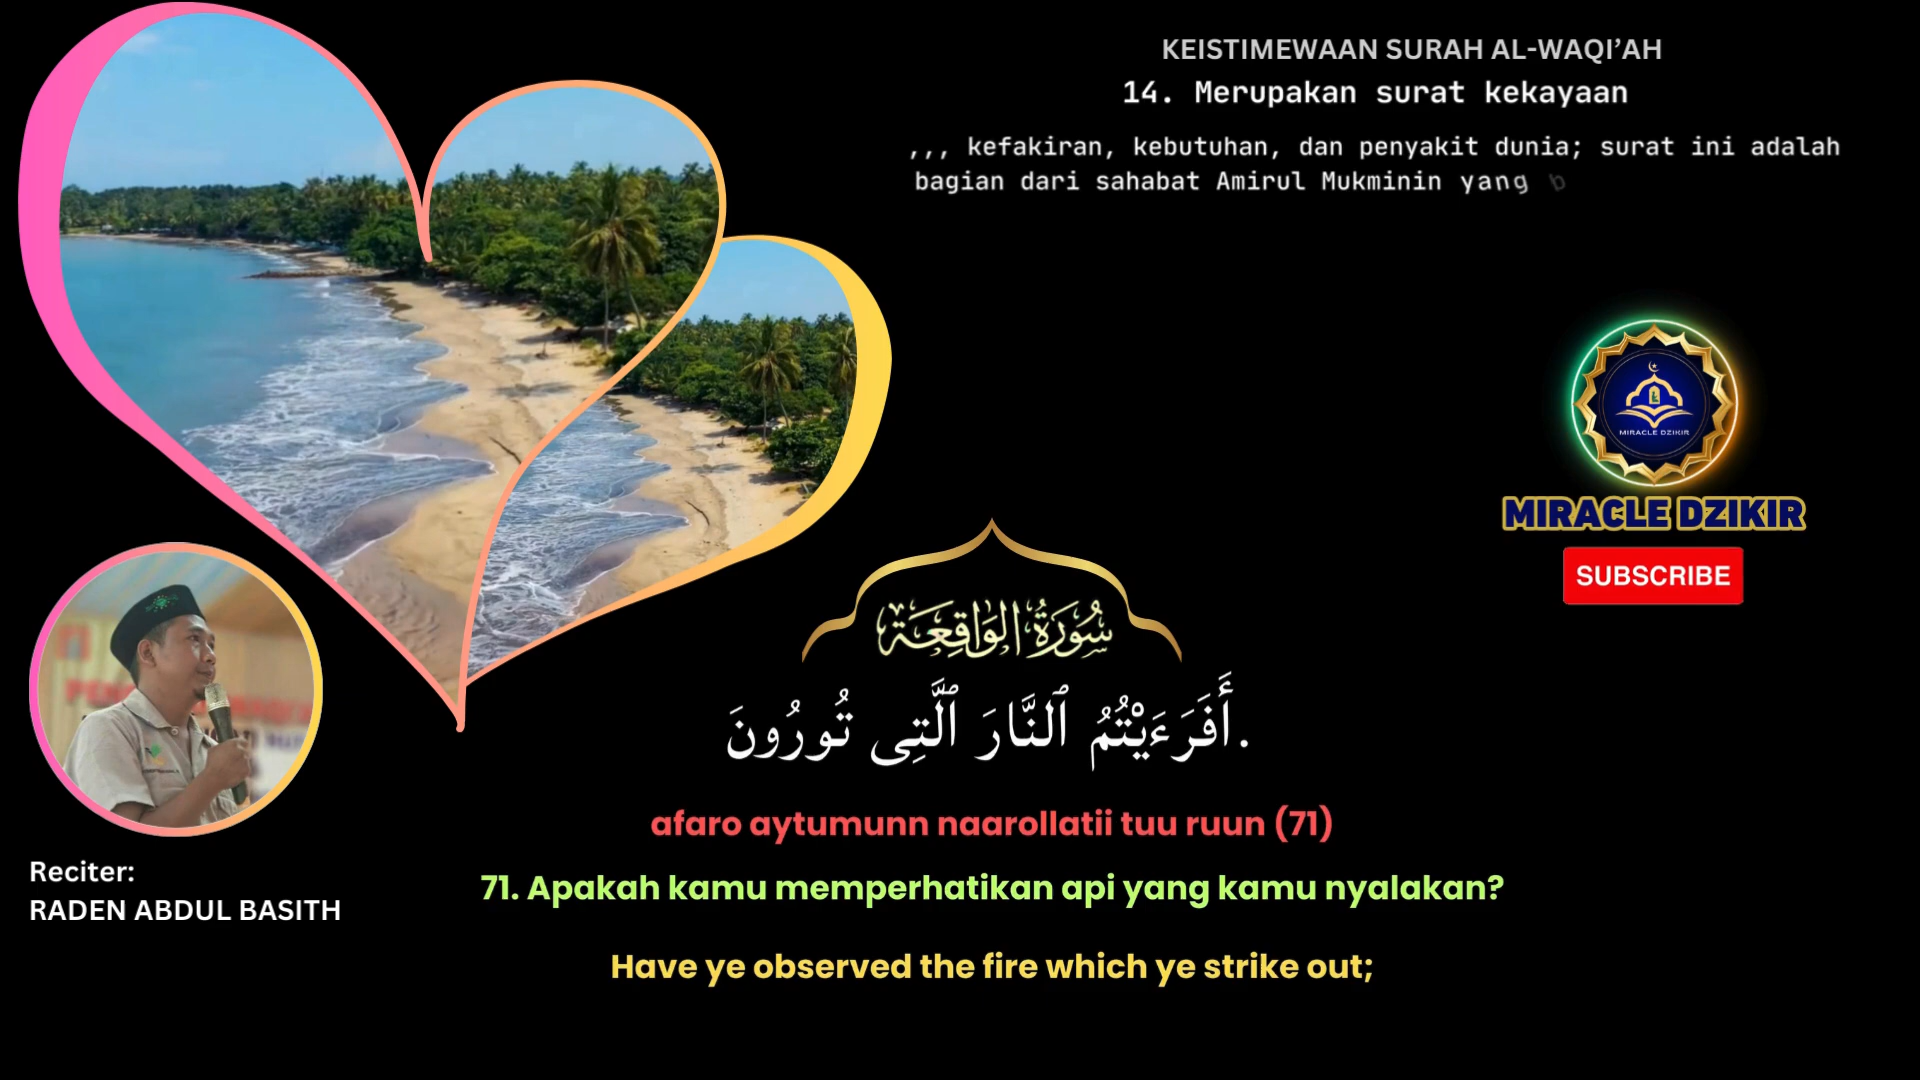 KEISTIMEWAAN SURAH AL-WAQI’AH
14. Merupakan surat kekayaan
,,, kefakiran, kebutuhan, dan penyakit dunia; surat ini adalah
bagian dari sahabat Amirul Mukminin yang b
MIRACLE DZIKIR
MIRACLE DZIKIR
SUBSCRIBE
سُورَةُ الوَاقِعَة
أَفَرَءَيْتُمُ ٱلنَّارَ ٱلَّتِى تُورُونَ.
afaro aytumunn naarollatii tuu ruun (71)
71. Apakah kamu memperhatikan api yang kamu nyalakan?
Have ye observed the fire which ye strike out;
Reciter:
RADEN ABDUL BASITH